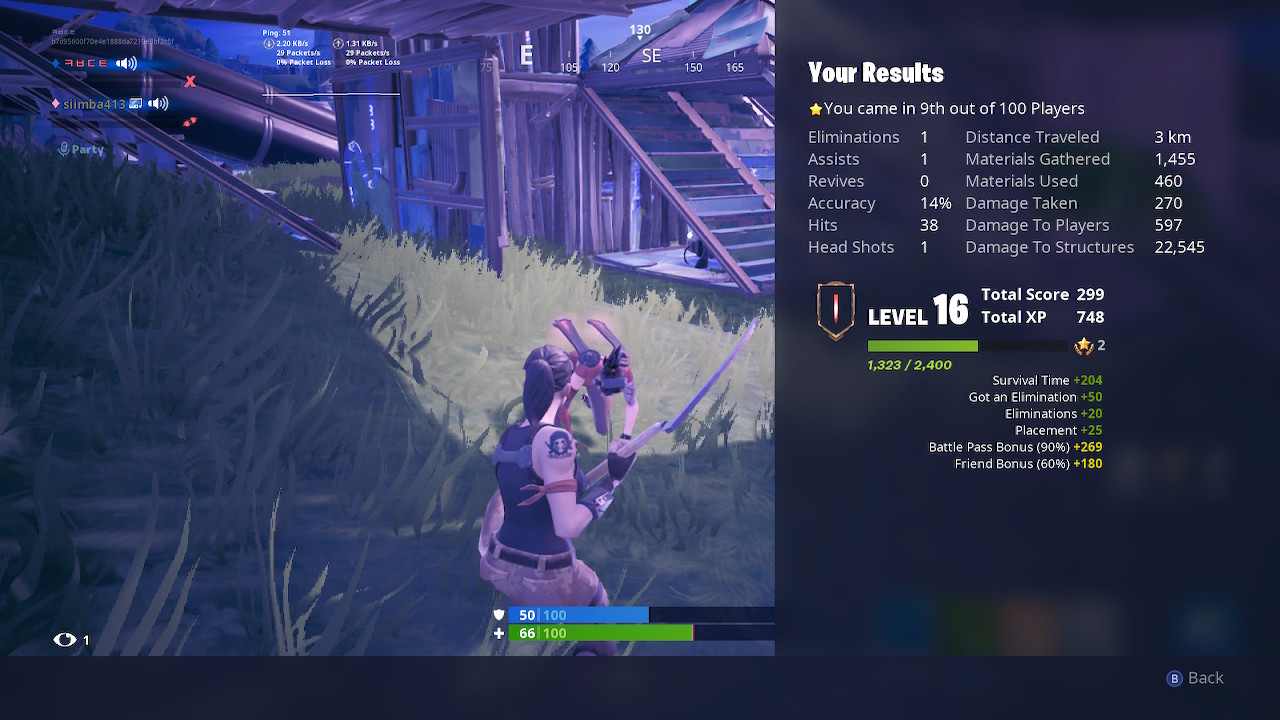 Ping: 51
2.20 KB/s 1.31 KB/s
29 Packets/s 29 Packets/s
0% Packet Loss 0% Packet Loss
siimba413
Party
130
E SE
75 105 120 150 165
50 | 100
66 | 100
1
Your Results
You came in 9th out of 100 Players
Eliminations 1 Distance Traveled 3 km
Assists 1 Materials Gathered 1,455
Revives 0 Materials Used 460
Accuracy 14% Damage Taken 270
Hits 38 Damage To Players 597
Head Shots 1 Damage To Structures 22,545
LEVEL 16
Total Score 299
Total XP 748
2
1,323 / 2,400
Survival Time +204
Got an Elimination +50
Eliminations +20
Placement +25
Battle Pass Bonus (90%) +269
Friend Bonus (60%) +180
B Back